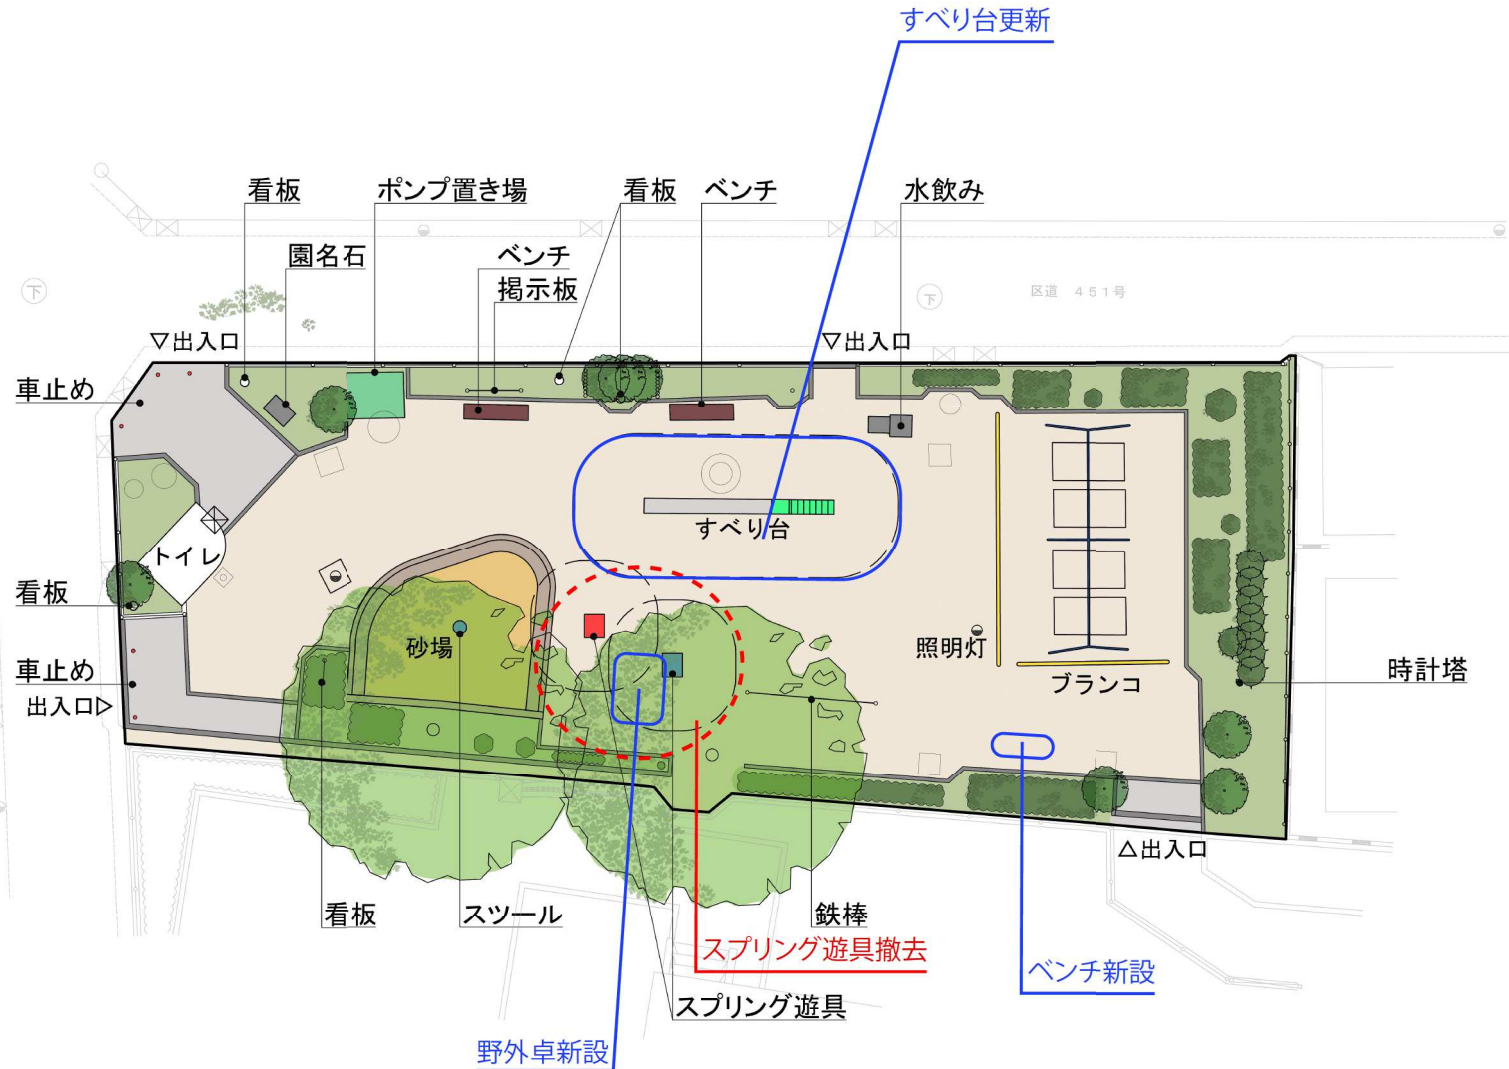 すべり台更新
看板
ポンプ置き場
看板
ベンチ
水飲み
園名石
ベンチ
掲示板
下
下
区道 451号
▽出入口
▽出入口
車止め
すべり台
トイレ
看板
砂場
照明灯
車止め
ブランコ
時計塔
出入口▷
△出入口
看板
スツール
鉄棒
スプリング遊具撤去
ベンチ新設
スプリング遊具
野外卓新設